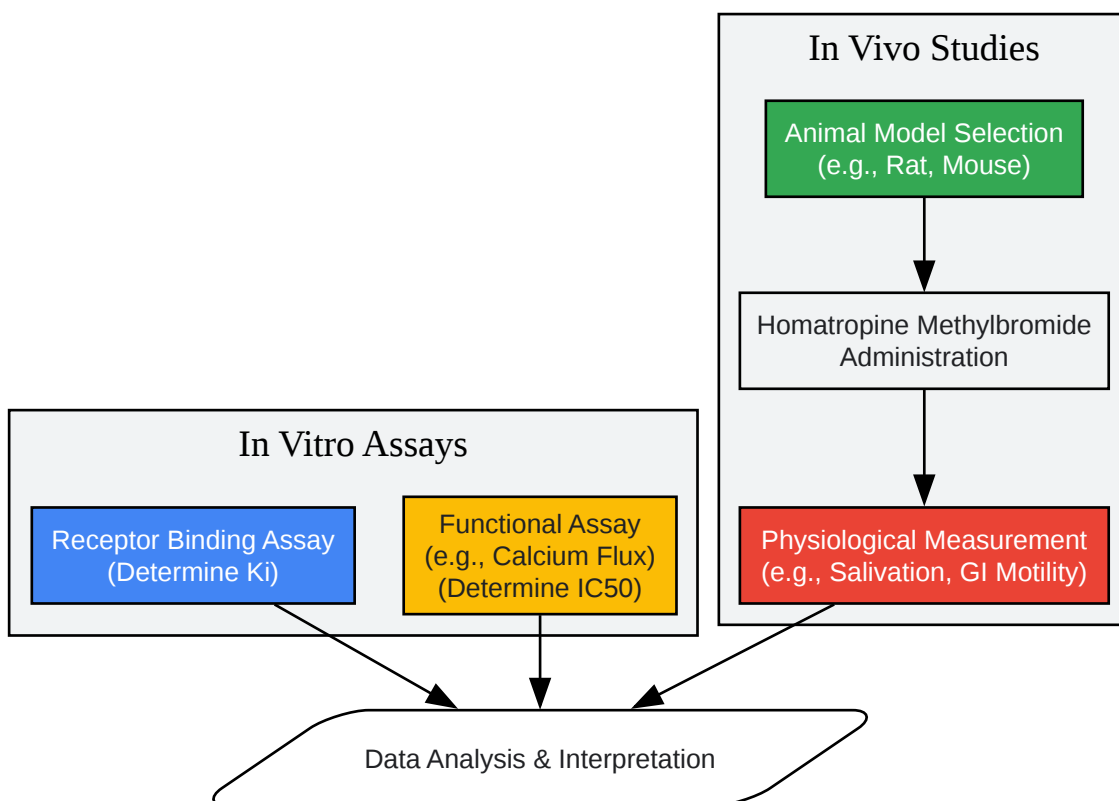 In Vivo Studies
Animal Model Selection
(e.g., Rat, Mouse)
Homatropine Methylbromide
Administration
In Vitro Assays
Receptor Binding Assay
(Determine Ki)
Functional Assay
(e.g., Calcium Flux)
(Determine IC50)
Physiological Measurement
(e.g., Salivation, GI Motility)
Data Analysis & Interpretation